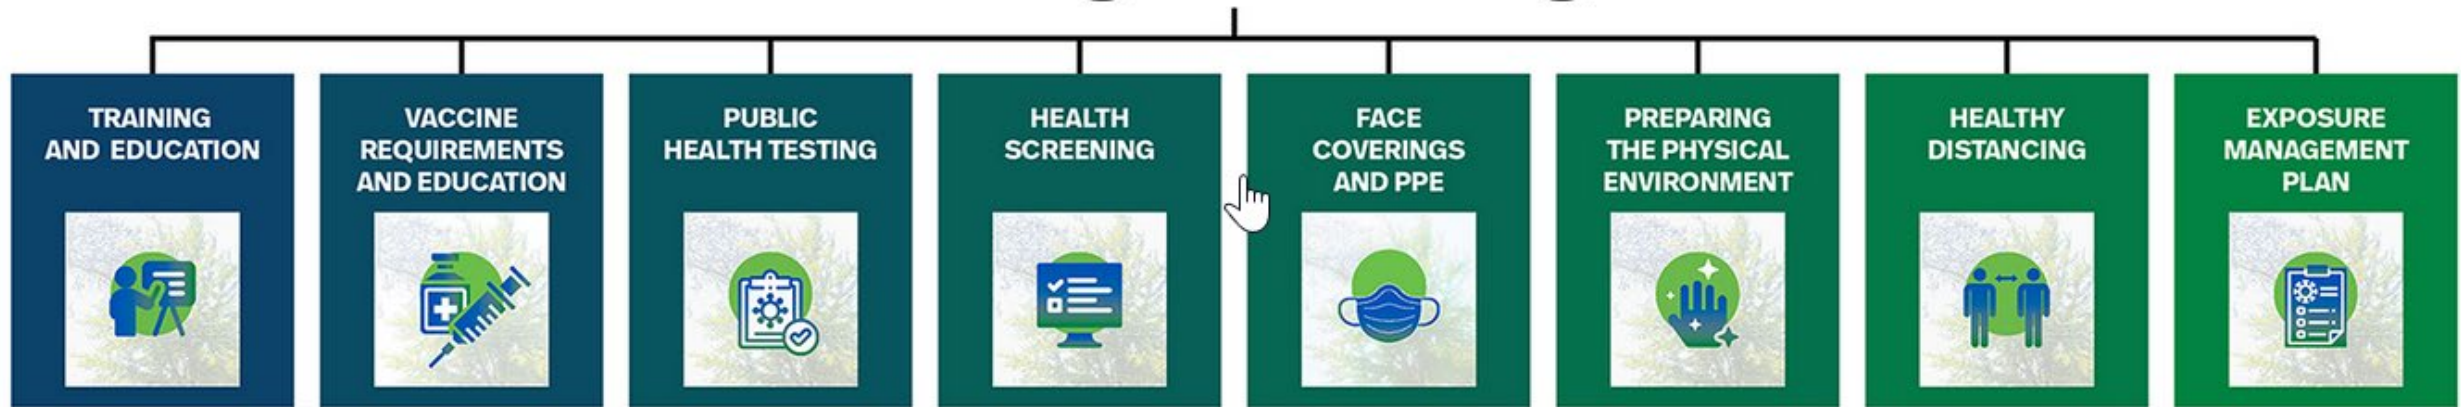 TRAINING
AND EDUCATION
VACCINE
REQUIREMENTS
AND EDUCATION
PUBLIC
HEALTH TESTING
HEALTH
SCREENING
FACE
COVERINGS
AND PPE
PREPARING
THE PHYSICAL
ENVIRONMENT
HEALTHY
DISTANCING
EXPOSURE
MANAGEMENT
PLAN